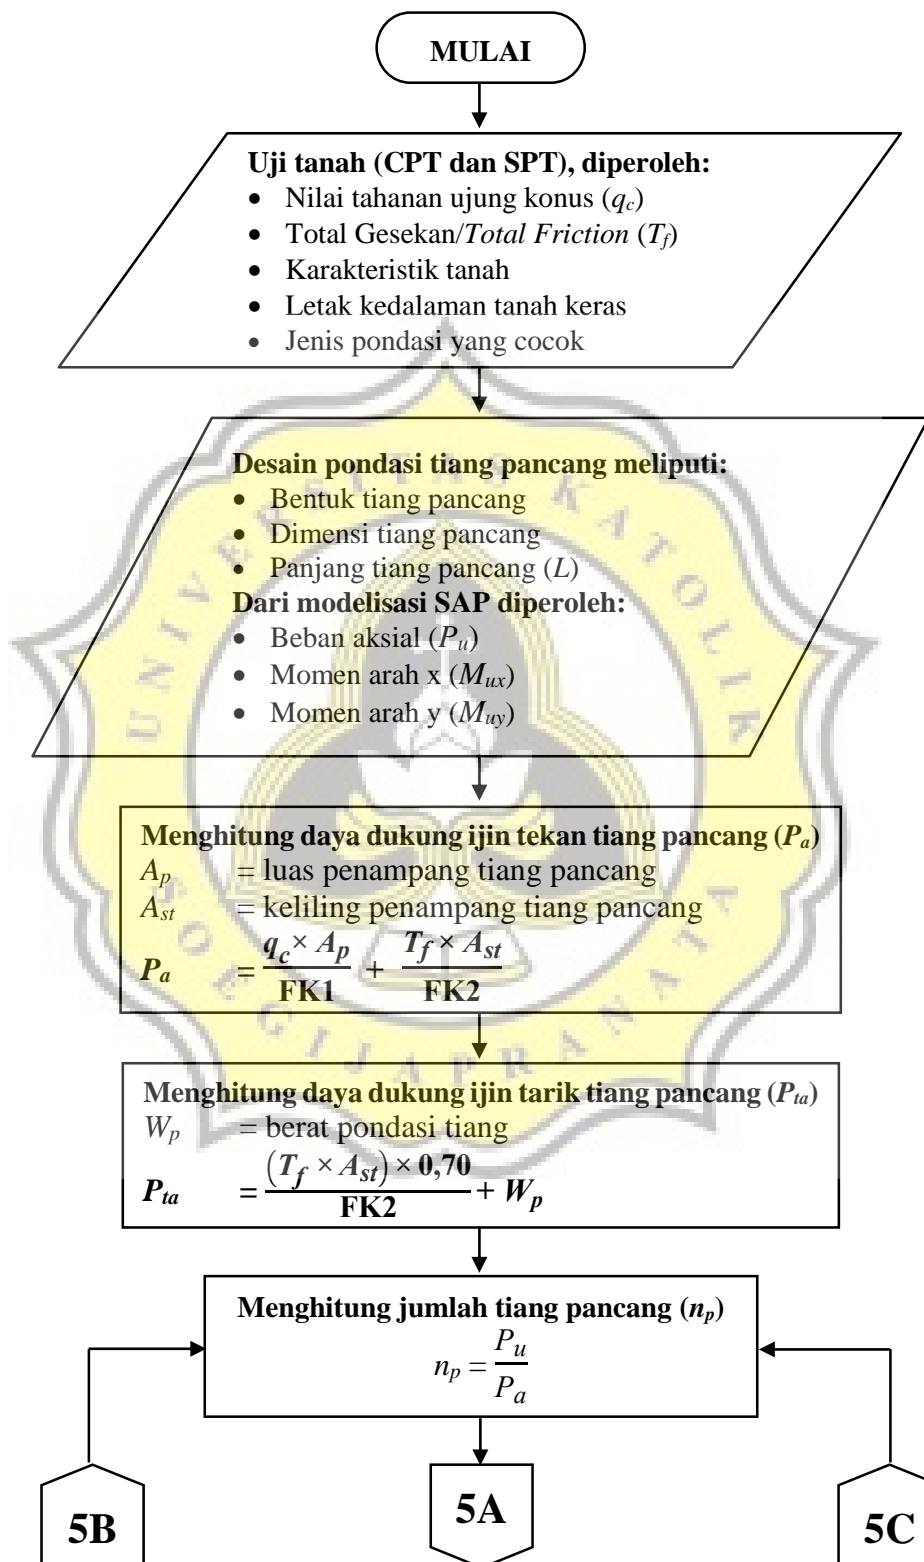 MULAI
Uji tanah (CPT dan SPT), diperoleh:
• Nilai tahanan ujung konus (qc)
• Total Gesekan/Total Friction (Tf)
• Karakteristik tanah
• Letak kedalaman tanah keras
• Jenis pondasi yang cocok
Desain pondasi tiang pancang meliputi:
• Bentuk tiang pancang
• Dimensi tiang pancang
• Panjang tiang pancang (L)
Dari modelisasi SAP diperoleh:
• Beban aksial (Pu)
• Momen arah x (Mux)
• Momen arah y (Muy)
Menghitung daya dukung ijin tekan tiang pancang (Pa)
Ap = luas penampang tiang pancang
Ast = keliling penampang tiang pancang
Pa = qc × Ap / FK1 + Tf × Ast / FK2
Menghitung daya dukung ijin tarik tiang pancang (Pta)
Wp = berat pondasi tiang
Pta = (Tf × Ast) × 0,70 / FK2 + Wp
Menghitung jumlah tiang pancang (np)
np = Pu / Pa
5B
5A
5C
UNIVERSITAS KATOLIK
SOEGIJAPRANATA